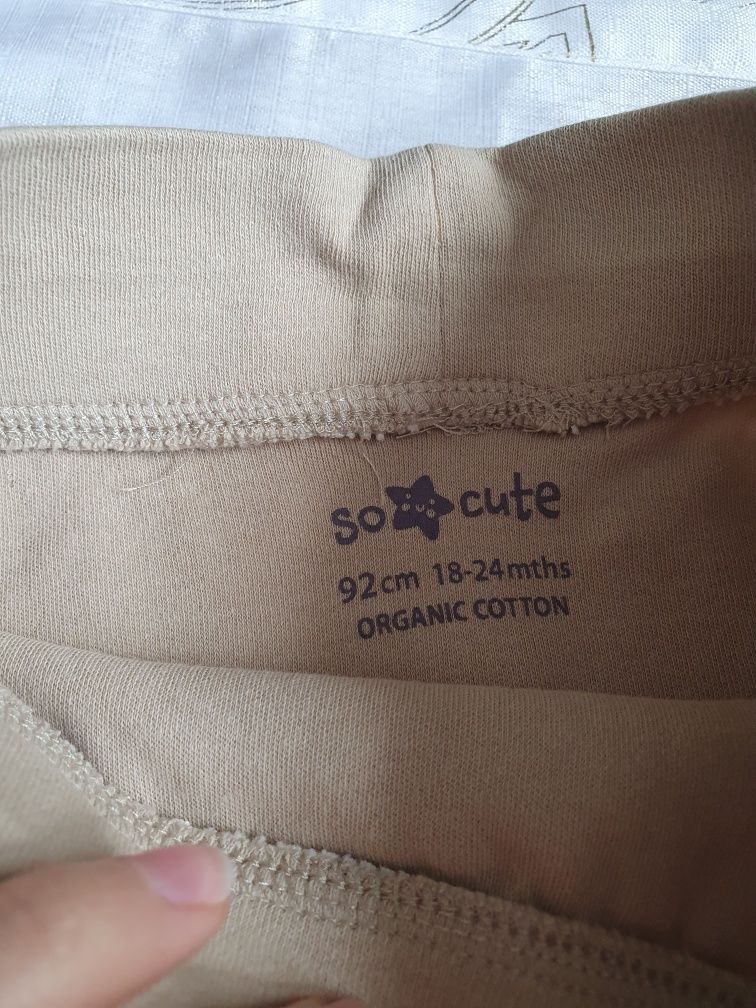 so cute
92cm 18-24mths
ORGANIC COTTON